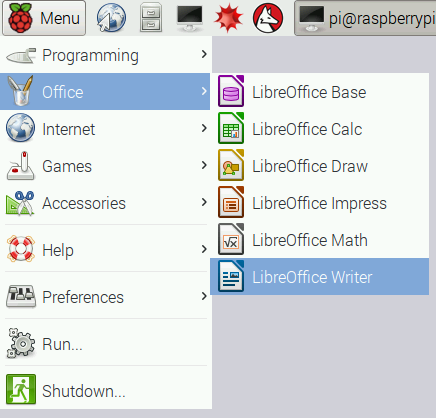 Menu
pi@raspberrypi
Programming
Office
Internet
Games
Accessories
Help
Preferences
Run...
Shutdown...
LibreOffice Base
LibreOffice Calc
LibreOffice Draw
LibreOffice Impress
LibreOffice Math
LibreOffice Writer